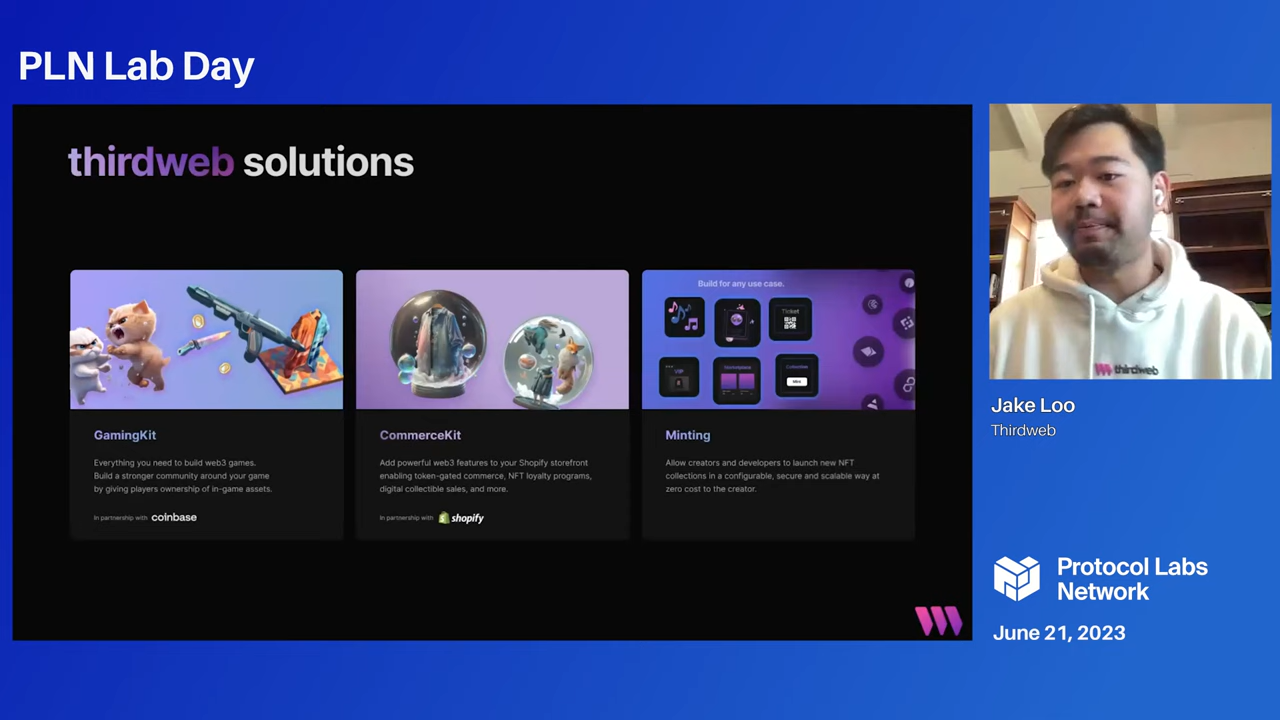 PLN Lab Day
thirdweb solutions
Build for any use case.
Ticket
VIP
Marketplace
Collective
GamingKit
Everything you need to build web3 games.
Build a stronger community around your game
by giving players ownership of in-game assets.
In partnership with coinbase
CommerceKit
Add powerful web3 features to your Shopify storefront
enabling token-gated commerce, NFT loyalty programs,
digital collectible sales, and more.
In partnership with shopify
Minting
Allow creators and developers to launch new NFT
collections in a configurable, secure and scalable way at
zero cost to the creator.
thirdweb
Jake Loo
Thirdweb
Protocol Labs
Network
June 21, 2023